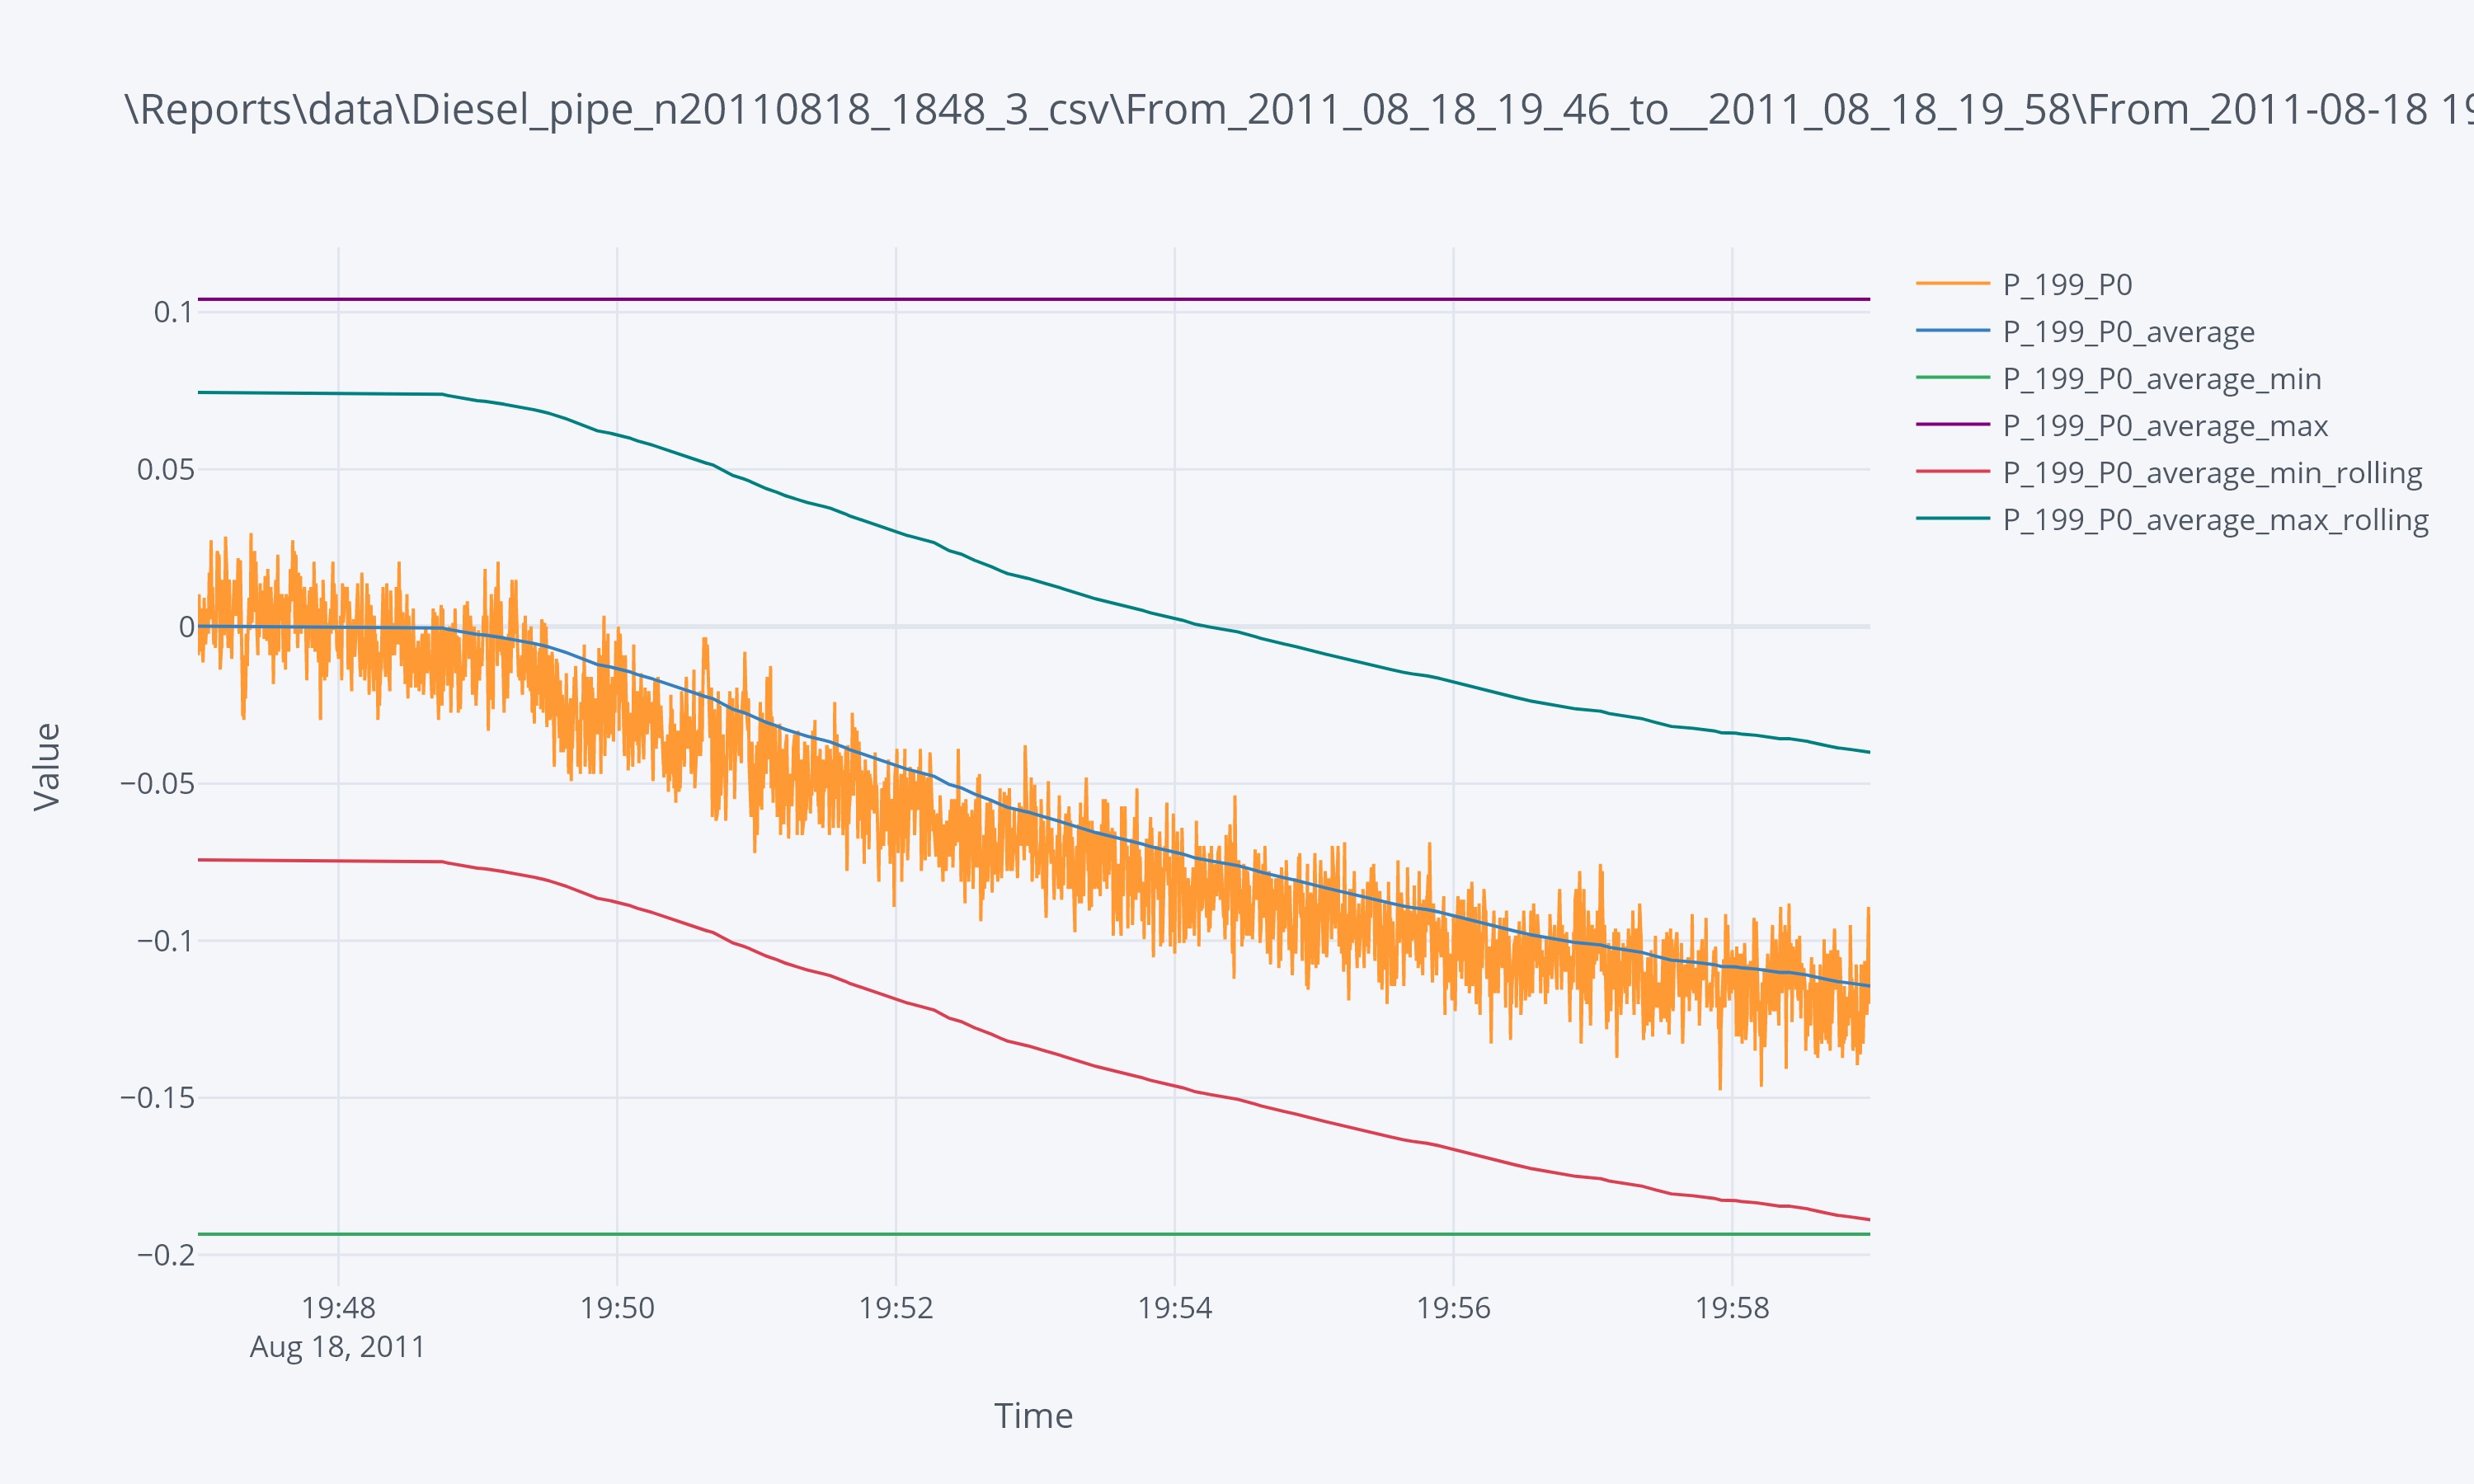 \Reports\data\Diesel_pipe_n20110818_1848_3_csv\From_2011_08_18_19_46_to__2011_08_18_19_58\From_2011-08-18 19
P_199_P0
P_199_P0_average
P_199_P0_average_min
P_199_P0_average_max
P_199_P0_average_min_rolling
P_199_P0_average_max_rolling
0.1
0.05
0
−0.05
−0.1
−0.15
−0.2
Value
19:48
Aug 18, 2011
19:50
19:52
19:54
19:56
19:58
Time